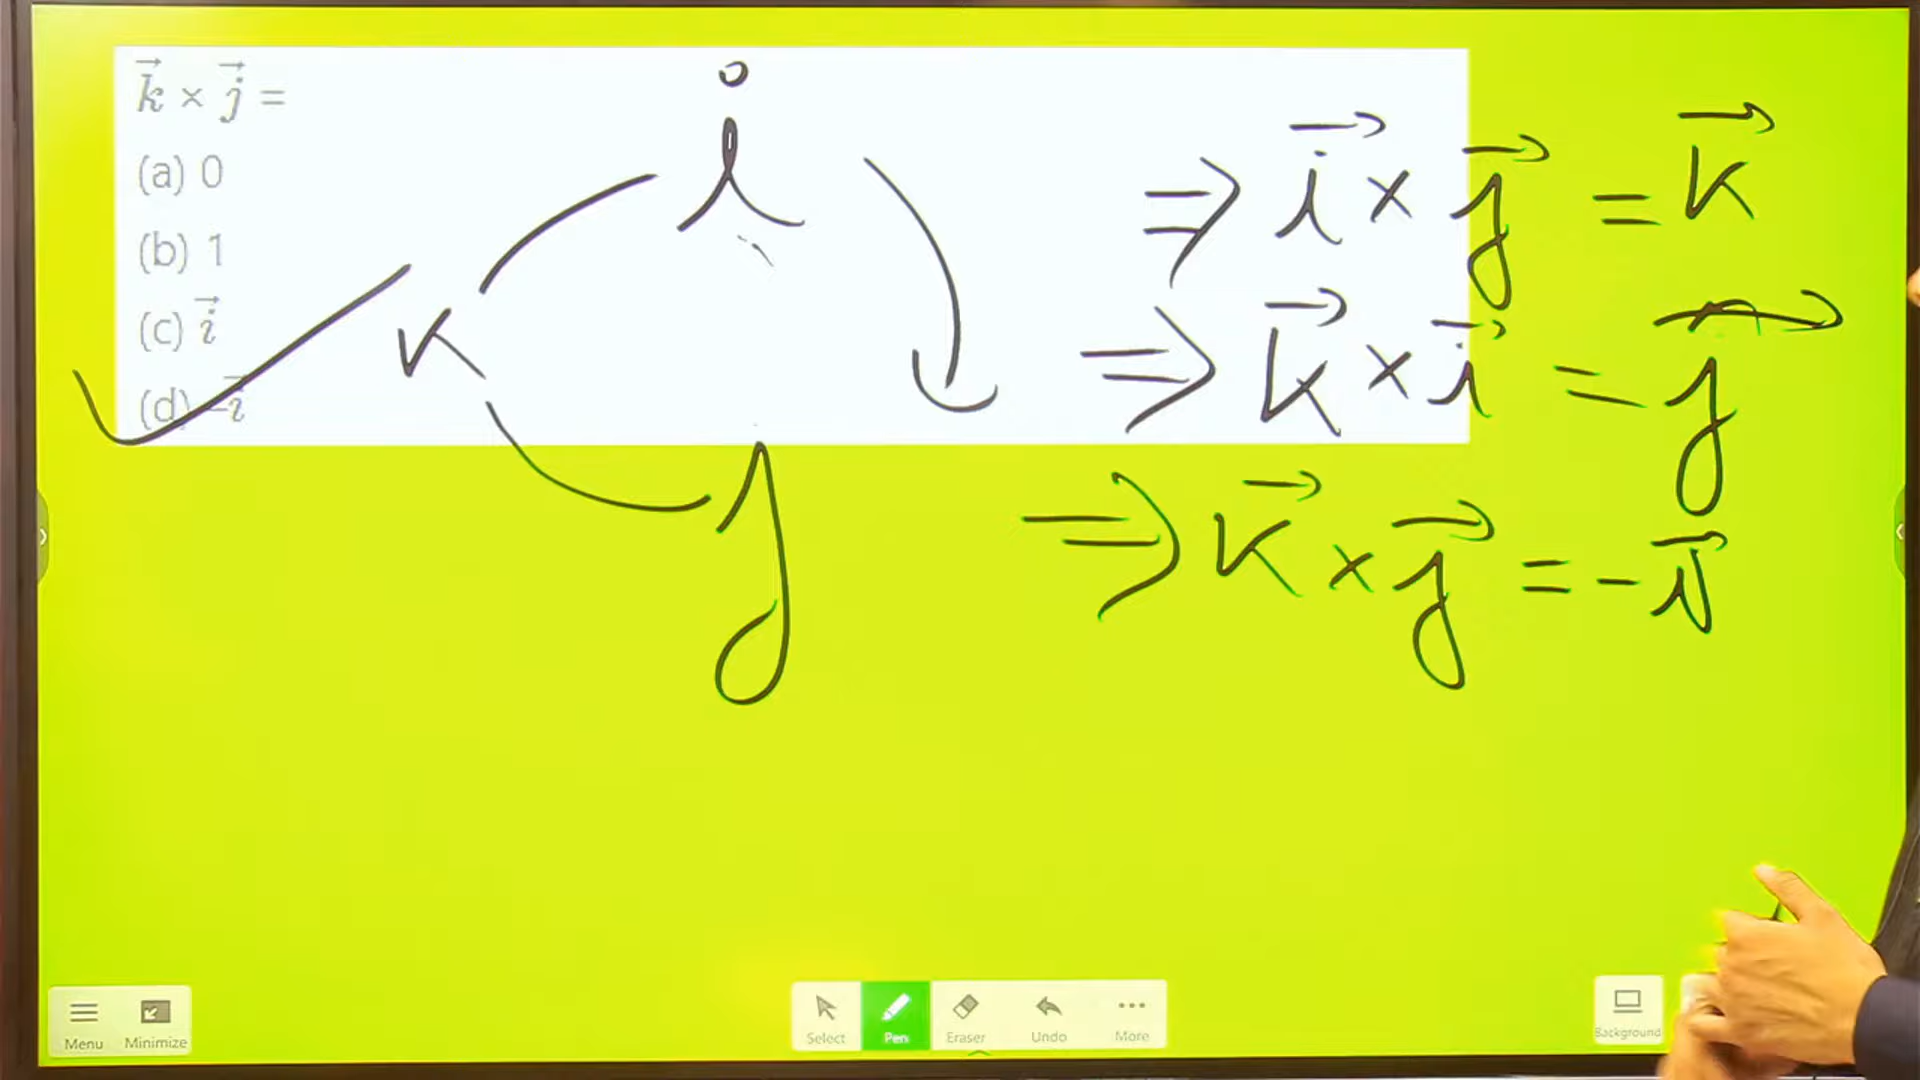 k⃗ × j⃗ =
(a) 0
(b) 1
(c) i⃗
(d) -i⃗
i
k
j
⇒ i⃗ × j⃗ = k⃗
⇒ k⃗ × i⃗ = j⃗
⇒ k⃗ × j⃗ = - i⃗
Menu Minimize Select Pen Eraser Undo More Background